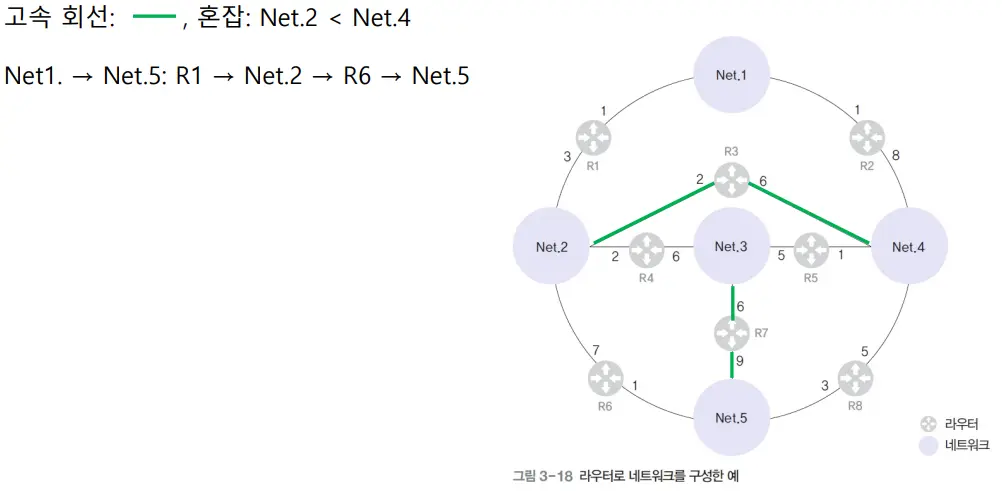 고속 회선: , 혼잡: Net.2 < Net.4
Net1. → Net.5: R1 → Net.2 → R6 → Net.5
Net.1
1
1
3
R1
R3
R2
8
2
6
Net.2
2
6
R4
Net.3
5
1
R5
Net.4
6
R7
9
7
R6
1
5
3
R8
Net.5
라우터
네트워크
그림 3-18 라우터로 네트워크를 구성한 예